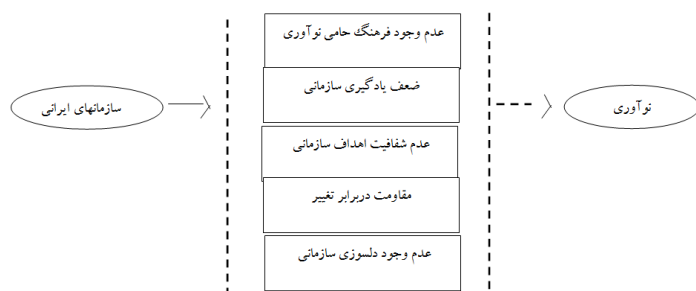 عدم وجود فرهنگ حامی نوآوری
ضعف یادگیری سازمانی
سازمانهای ایرانی
نوآوری
عدم شفافیت اهداف سازمانی
مقاومت دربرابر تغییر
عدم وجود دلسوزی سازمانی